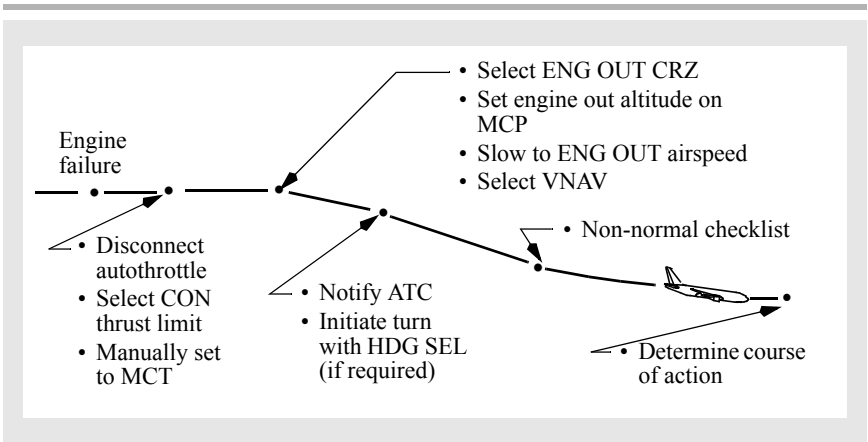 Engine
failure
• Disconnect
autothrottle
• Select CON
thrust limit
• Manually set
to MCT
• Select ENG OUT CRZ
• Set engine out altitude on
MCP
• Slow to ENG OUT airspeed
• Select VNAV
• Notify ATC
• Initiate turn
with HDG SEL
(if required)
• Non-normal checklist
• Determine course
of action